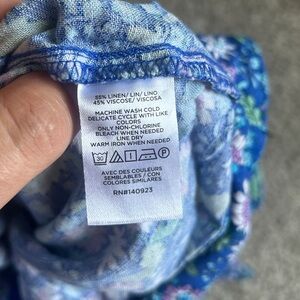 55% LINEN/ LIN/ LINO
45% VISCOSE/ VISCOSA
MACHINE WASH COLD
DELICATE CYCLE WITH LIKE
COLORS
ONLY NON-CHLORINE
BLEACH WHEN NEEDED
LINE DRY
WARM IRON WHEN NEEDED
30
AVEC DES COULEURS
SEMBLABLES / CON
COLORES SIMILARES
RN#140923